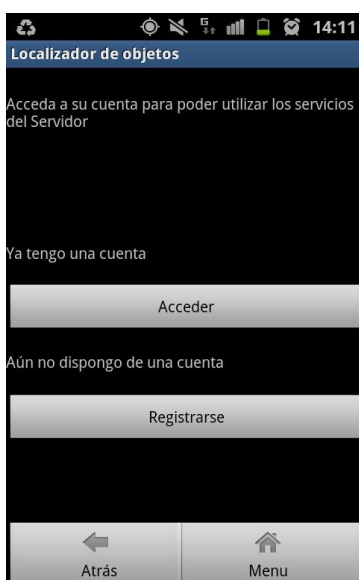 14:11
Localizador de objetos
Acceda a su cuenta para poder utilizar los servicios
del Servidor
Ya tengo una cuenta
Acceder
Aún no dispongo de una cuenta
Registrarse
Atrás Menu